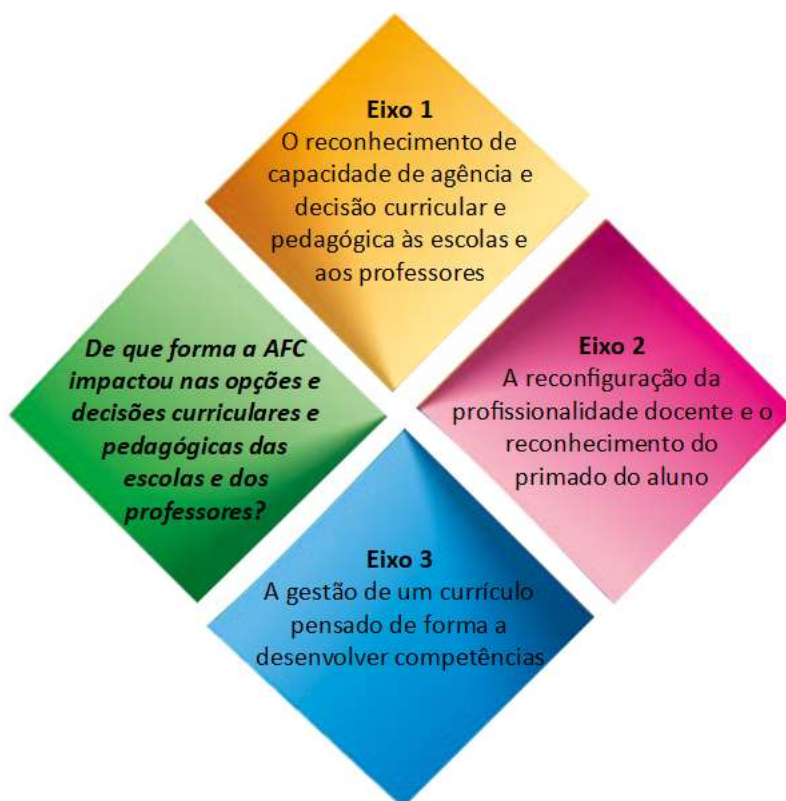 Eixo 1
O reconhecimento de
capacidade de agência e
decisão curricular e
pedagógica às escolas e
aos professores
De que forma a AFC
impactou nas opções e
decisões curriculares e
pedagógicas das
escolas e dos
professores?
Eixo 2
A reconfiguração da
profissionalidade docente e o
reconhecimento do
primado do aluno
Eixo 3
A gestão de um currículo
pensado de forma a
desenvolver competências